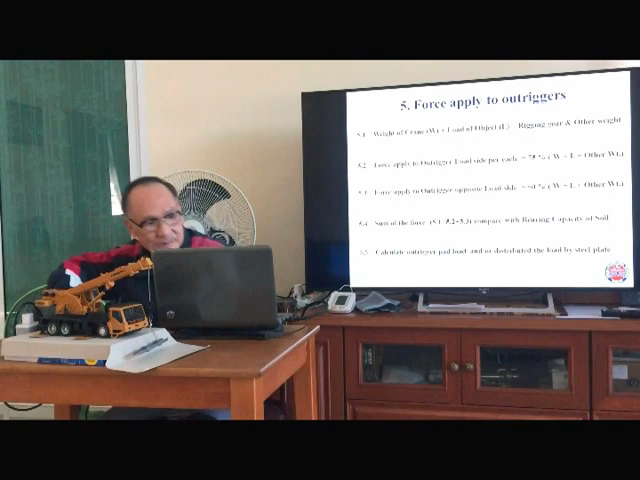 5. Force apply to outriggers
5.1 Weight of Crane (W) + Load of Object (L) Rigging gear & Other weight
5.2 Force apply to Outrigger Load side per each = 75 % ( W + L + Other Wt.)
5.3 Force apply to Outrigger opposite Load side ( W + L + Other Wt.)
5.4 Sum of the force (5.1 5.2+5.3) compare with Bearing Capacity of Soil
5.5 Calculate outrigger pad load and/or distributed the load by steel plate
hp